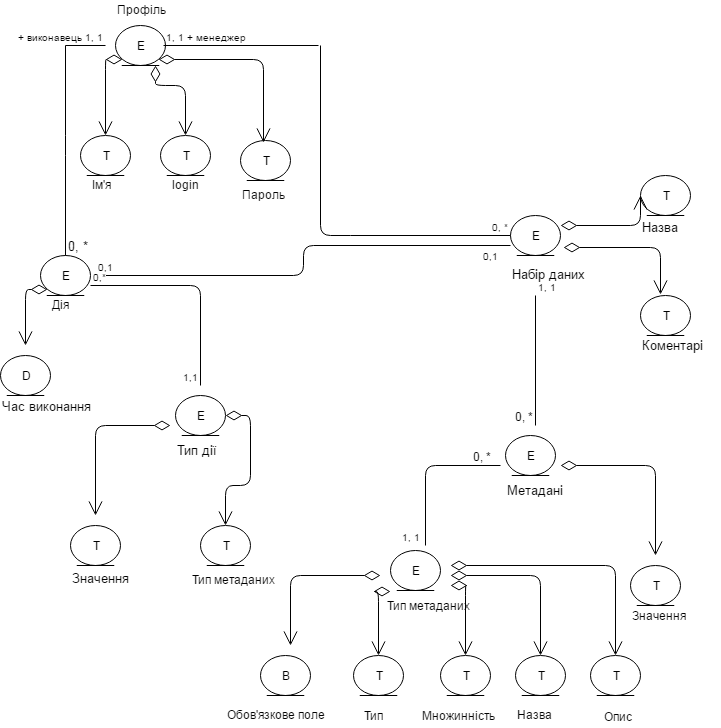 Профіль
+ виконавець 1, 1
E
1, 1 + менеджер
T
T
T
Ім'я
login
Пароль
T
Назва
0, *
E
0,1
Набір даних
1, 1
0, *
0,1
E
0,*
Дія
T
Коментарі
D
Час виконання
1,1
E
Тип дії
0, *
0, *
E
Метадані
T
Значення
T
Тип метаданих
1, 1
E
Тип метаданих
T
Значення
B
T
T
T
T
Обов'язкове поле
Тип
Множинність
Назва
Опис